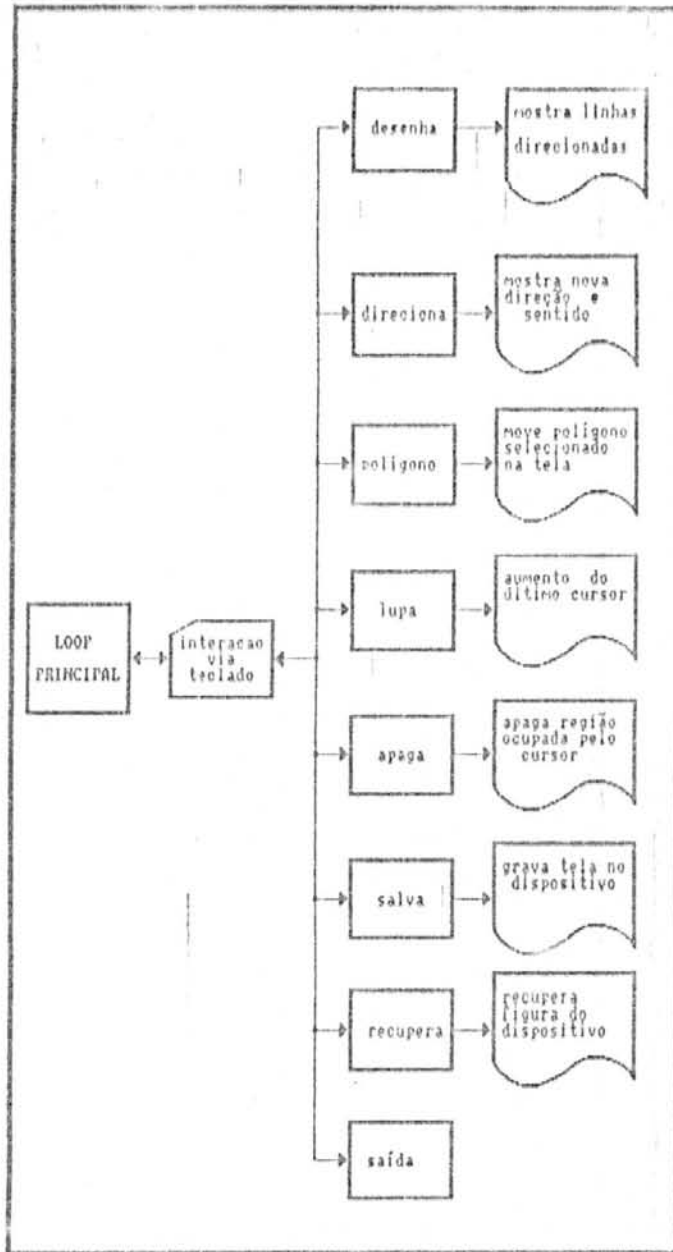 desenha
mostra linhas
direcionadas
direciona
mostra nova
direção e
sentido
polígono
move polígono
selecionado
na tela
lupa
aumento do
último cursor
LOOP
PRINCIPAL
interacao
via
teclado
apaga
apaga região
ocupada pelo
cursor
salva
grava tela no
dispositivo
recupera
recupera
figura do
dispositivo
saída